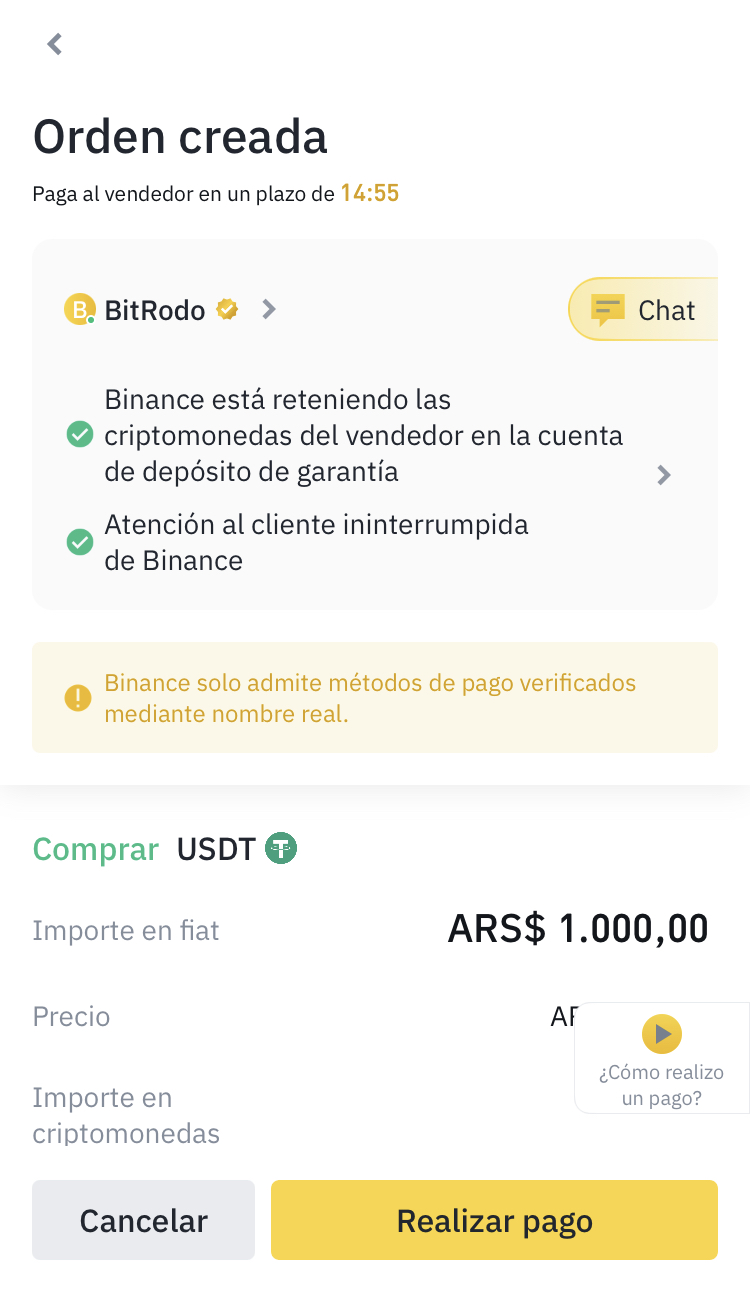 Orden creada
Paga al vendedor en un plazo de 14:55
B BitRodo
Chat
Binance está reteniendo las
criptomonedas del vendedor en la cuenta
de depósito de garantía
Atención al cliente ininterrumpida
de Binance
Binance solo admite métodos de pago verificados
mediante nombre real.
Comprar USDT
Importe en fiat
ARS$ 1.000,00
Precio
¿Cómo realizo
un pago?
Importe en
criptomonedas
Cancelar
Realizar pago